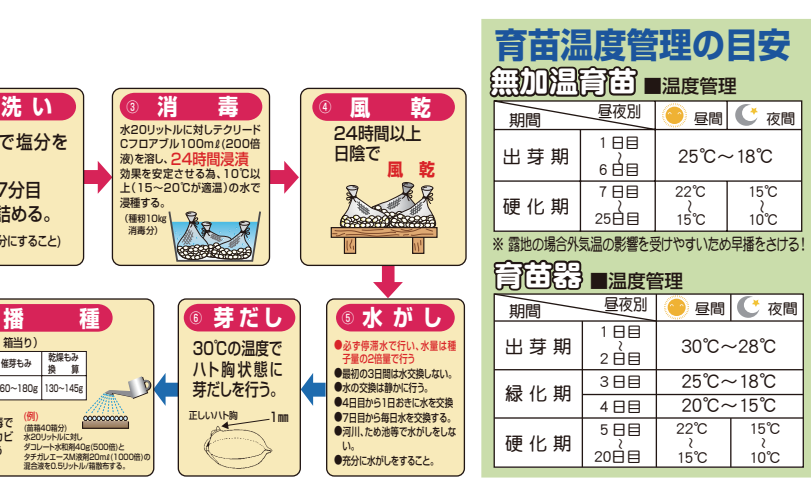 洗い
で塩分を
7分目
詰める。
分にすること)
③ 消毒
水20リットルに対しテクリード
Cフロアブル100mℓ(200倍
液)を溶し、24時間浸漬
効果を安定させる為、10℃以
上(15～20℃が適温)の水で
浸種する。
(種籾10kg
消毒分)
④ 風乾
24時間以上
日陰で
風乾
⑤ 水がし
●必ず停滞水で行い、水量は種
子量の2倍量で行う
●最初の3日間は水交換しない。
●水の交換は静かに行う。
●4日目から1日おきに水を交換
●7日目から毎日水を交換する。
●河川、ため池等で水がしをしな
い。
●充分に水がしをすること。
⑥ 芽だし
30℃の温度で
ハト胸状態に
芽だしを行う。
正しいハト胸
1㎜
播種
箱当り)
催芽もみ 乾燥もみ
換算
60～180g 130～145g
等で
カビ
う
(例)
(苗箱40箱分)
水20リットルに対し
ダコレート水和剤40g(500倍)と
タチガレエースM液剤20mℓ(1000倍)の
混合液を0.5リットル/箱散布する。
育苗温度管理の目安
無加温育苗 ■温度管理
期間 昼夜別 昼間 夜間
出芽期 1日目～6日目 25℃～18℃
硬化期 7日目～25日目 22℃～15℃ 15℃～10℃
※ 露地の場合外気温の影響を受けやすいため早播をさける!
育苗器 ■温度管理
期間 昼夜別 昼間 夜間
出芽期 1日目～2日目 30℃～28℃
緑化期 3日目 25℃～18℃
4日目 20℃～15℃
硬化期 5日目～20日目 22℃～15℃ 15℃～10℃